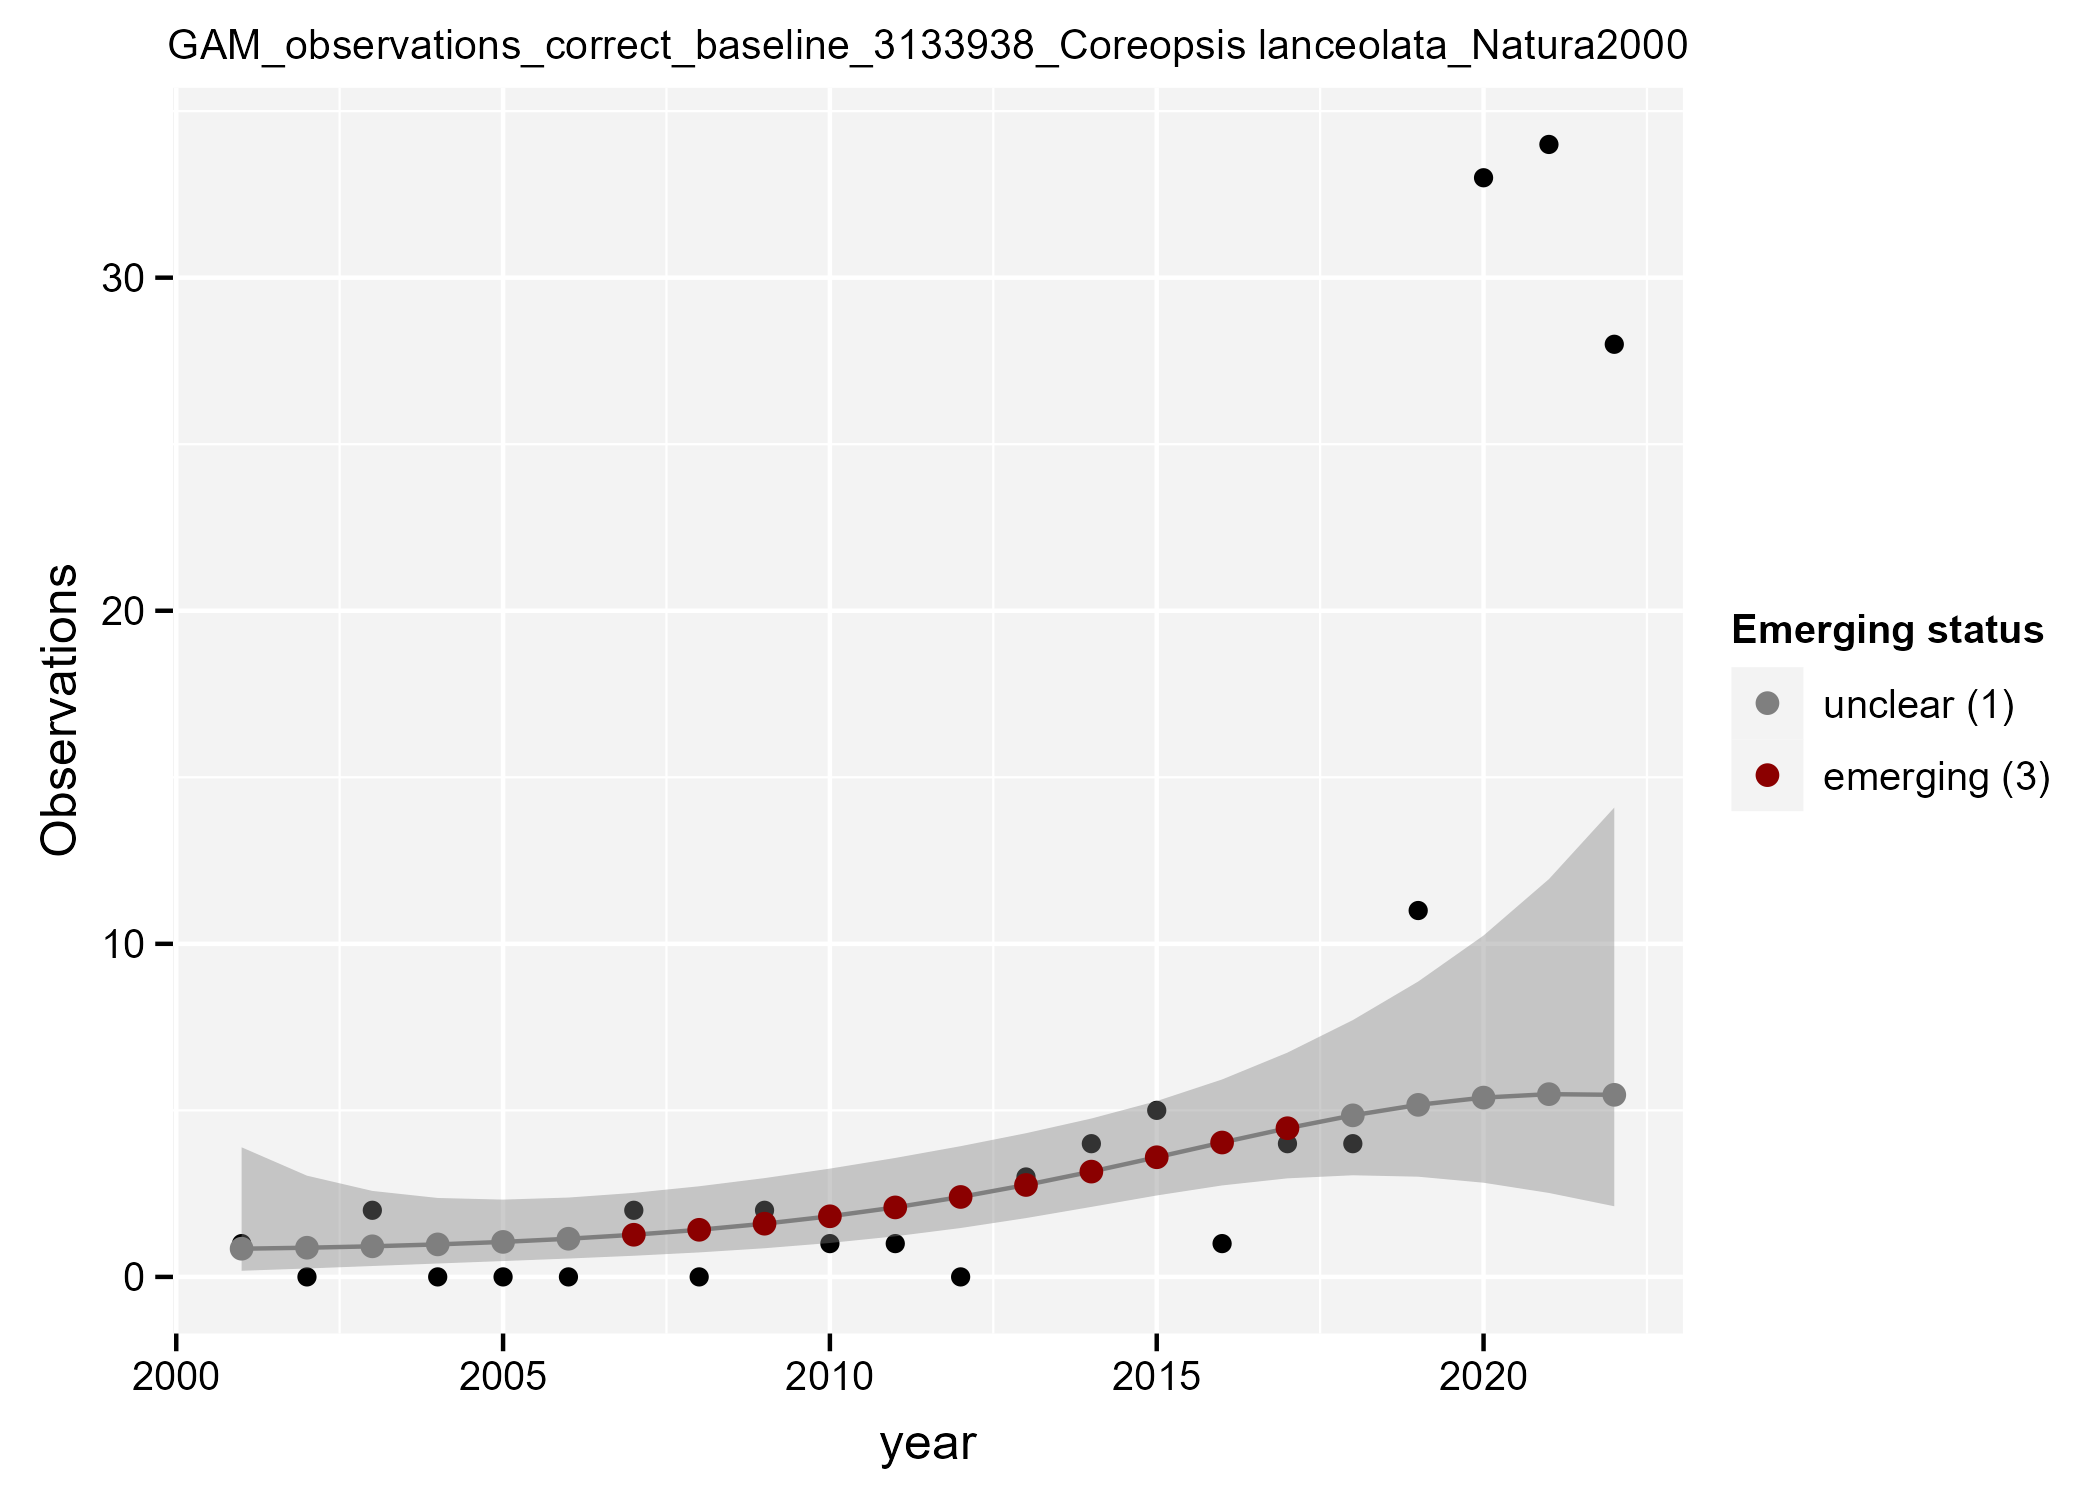 GAM_observations_correct_baseline_3133938_Coreopsis lanceolata_Natura2000
Observations
30
20
10
0
2000
2005
2010
2015
2020
year
Emerging status
unclear (1)
emerging (3)